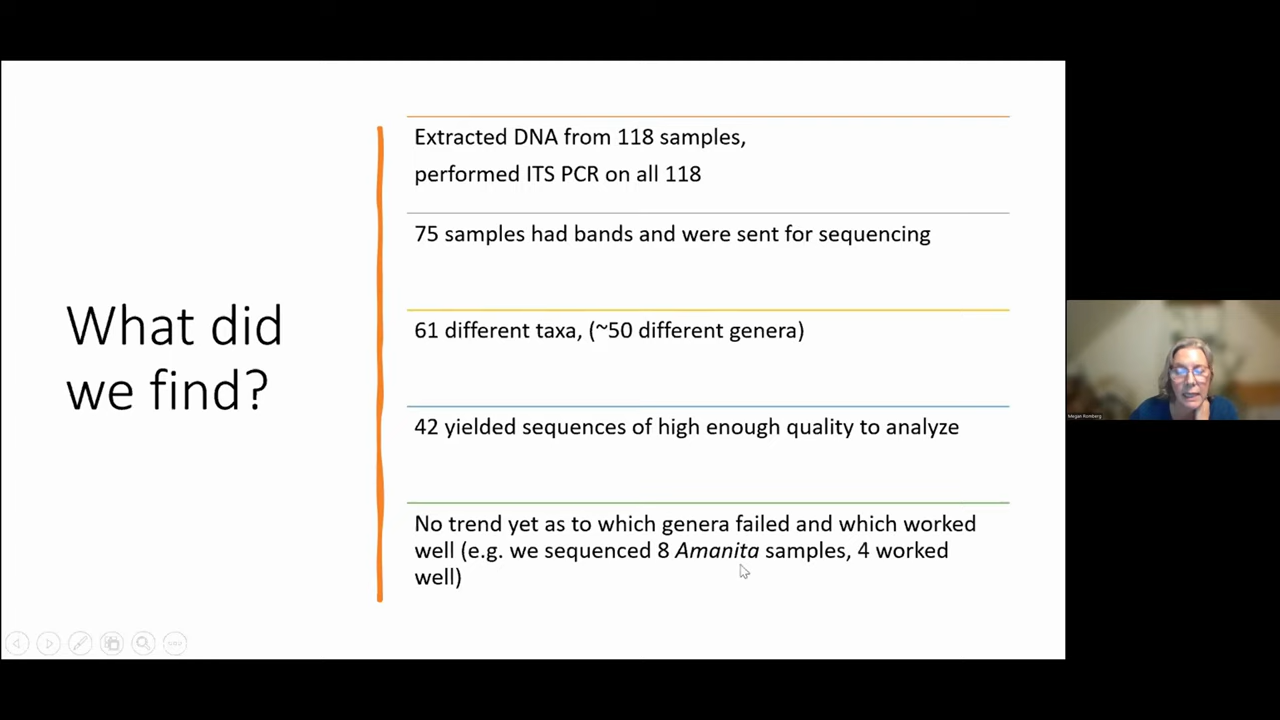 What did
we find?
Extracted DNA from 118 samples,
performed ITS PCR on all 118
75 samples had bands and were sent for sequencing
61 different taxa, (~50 different genera)
42 yielded sequences of high enough quality to analyze
No trend yet as to which genera failed and which worked
well (e.g. we sequenced 8 Amanita samples, 4 worked
well)
Megan Romberg